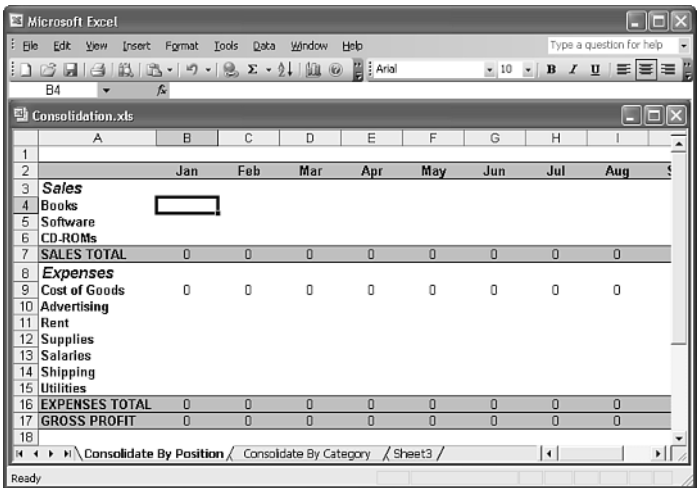 Microsoft Excel
File Edit View Insert Format Tools Data Window Help Type a question for help
Arial 10 B I U
B4 fx
Consolidation.xls
A B C D E F G H I
1
2 Jan Feb Mar Apr May Jun Jul Aug
3 Sales
4 Books
5 Software
6 CD-ROMs
7 SALES TOTAL 0 0 0 0 0 0 0 0
8 Expenses
9 Cost of Goods 0 0 0 0 0 0 0 0
10 Advertising
11 Rent
12 Supplies
13 Salaries
14 Shipping
15 Utilities
16 EXPENSES TOTAL 0 0 0 0 0 0 0 0
17 GROSS PROFIT 0 0 0 0 0 0 0 0
18
Consolidate By Position Consolidate By Category Sheet3
Ready